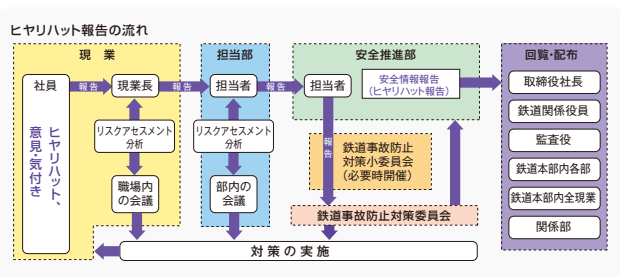 ヒヤリハット報告の流れ
現業
社員
ヒヤリハット、
意見・気付き
報告
現業長
リスクアセスメント
分析
職場内
の会議
報告
担当部
担当者
リスクアセスメント
分析
部内の
会議
報告
安全推進部
担当者
安全情報報告
(ヒヤリハット報告)
報告
鉄道事故防止
対策小委員会
(必要時開催)
鉄道事故防止対策委員会
対策の実施
回覧・配布
取締役社長
鉄道関係役員
監査役
鉄道本部内各部
鉄道本部内全現業
関係部